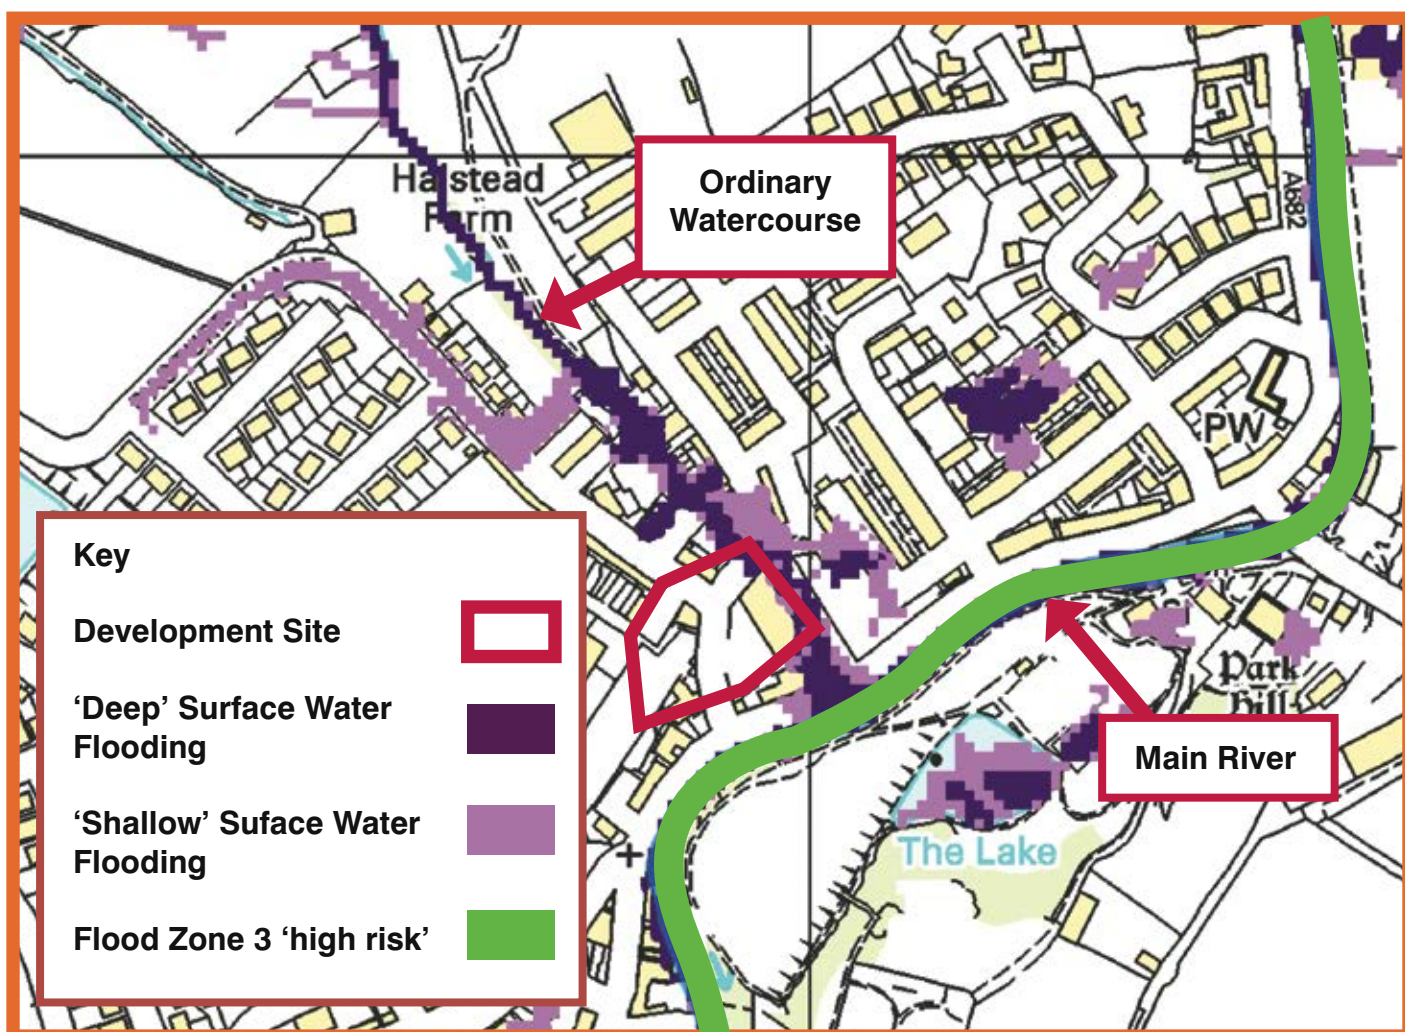 Halstead
Farm
Ordinary
Watercourse
A682
PW
Key
Development Site
‘Deep’ Surface Water
Flooding
‘Shallow’ Suface Water
Flooding
Flood Zone 3 ‘high risk’
Park
Hill
Main River
The Lake